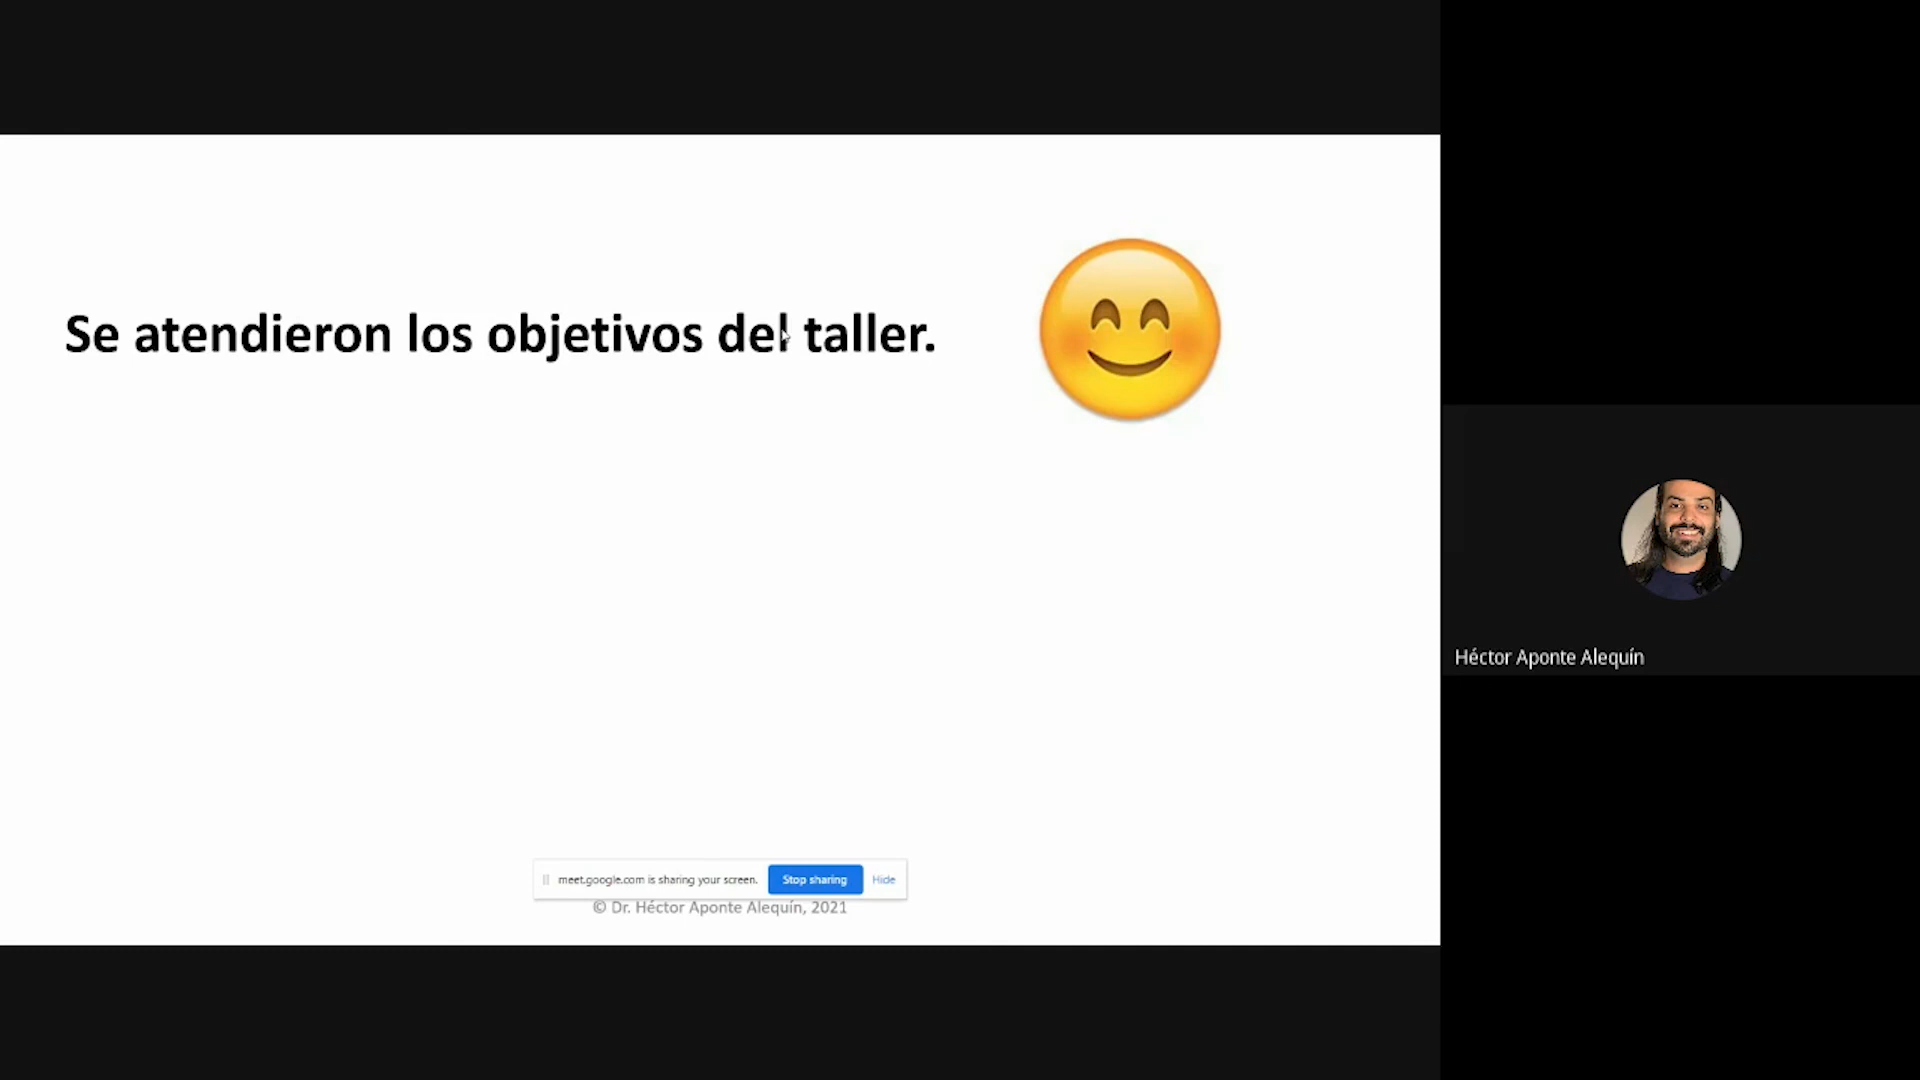 Se atendieron los objetivos del taller.
meet.google.com is sharing your screen. Stop sharing Hide
© Dr. Héctor Aponte Alequín, 2021
Héctor Aponte Alequín